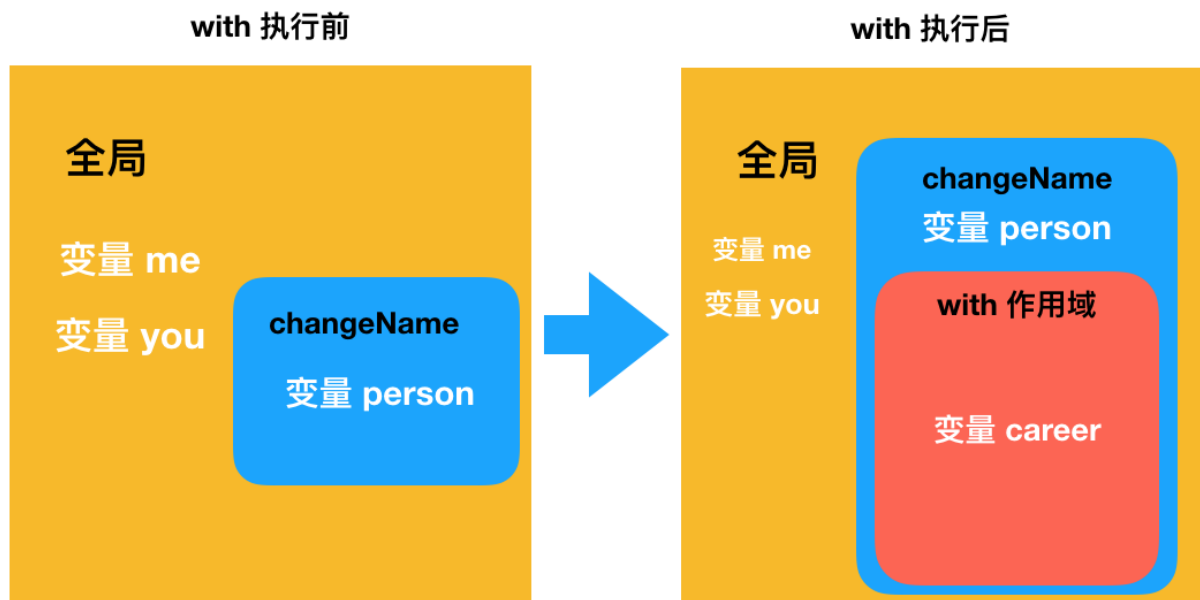 with 执行前
全局
变量 me
变量 you
changeName
变量 person
with 执行后
全局
变量 me
变量 you
changeName
变量 person
with 作用域
变量 career